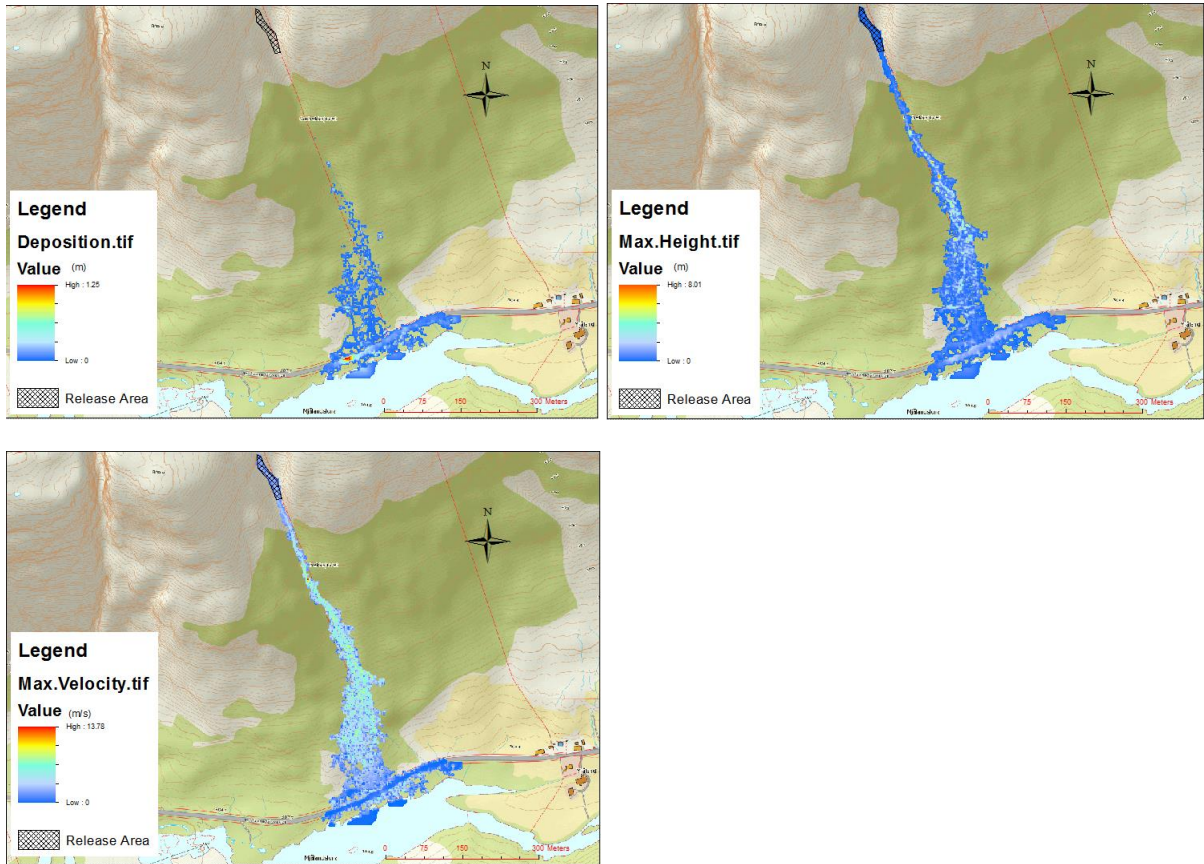 N
Legend
Deposition.tif
Value (m)
High : 1.25
Low : 0
Release Area
0 75 150 300 Meters
N
Legend
Max.Height.tif
Value
(m)
High : 8.01
Low : 0
Release Area
0 75 150 300 Meters
N
Legend
Max.Velocity.tif
Value (m/s)
High : 13.78
Low : 0
Release Area
0 75 150 300 Meters